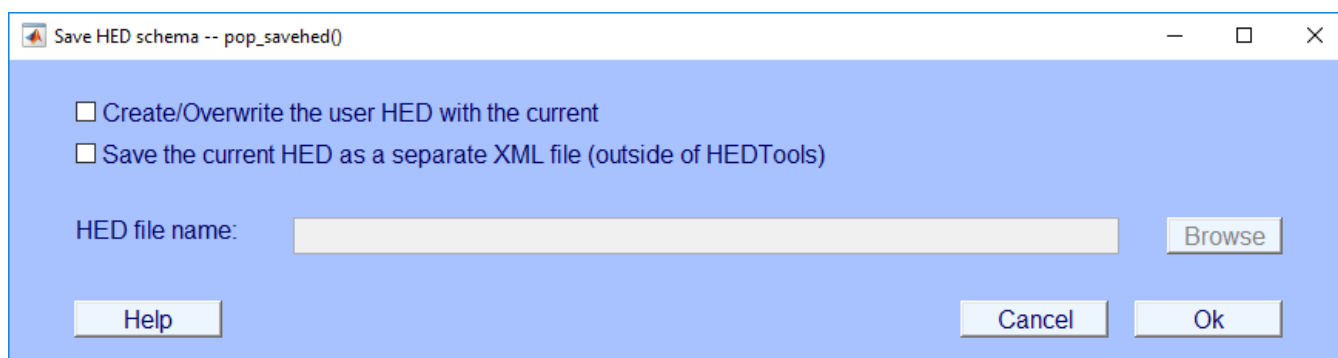 Save HED schema -- pop_savehed()
Create/Overwrite the user HED with the current
Save the current HED as a separate XML file (outside of HEDTools)
HED file name:
Browse
Help
Cancel
Ok